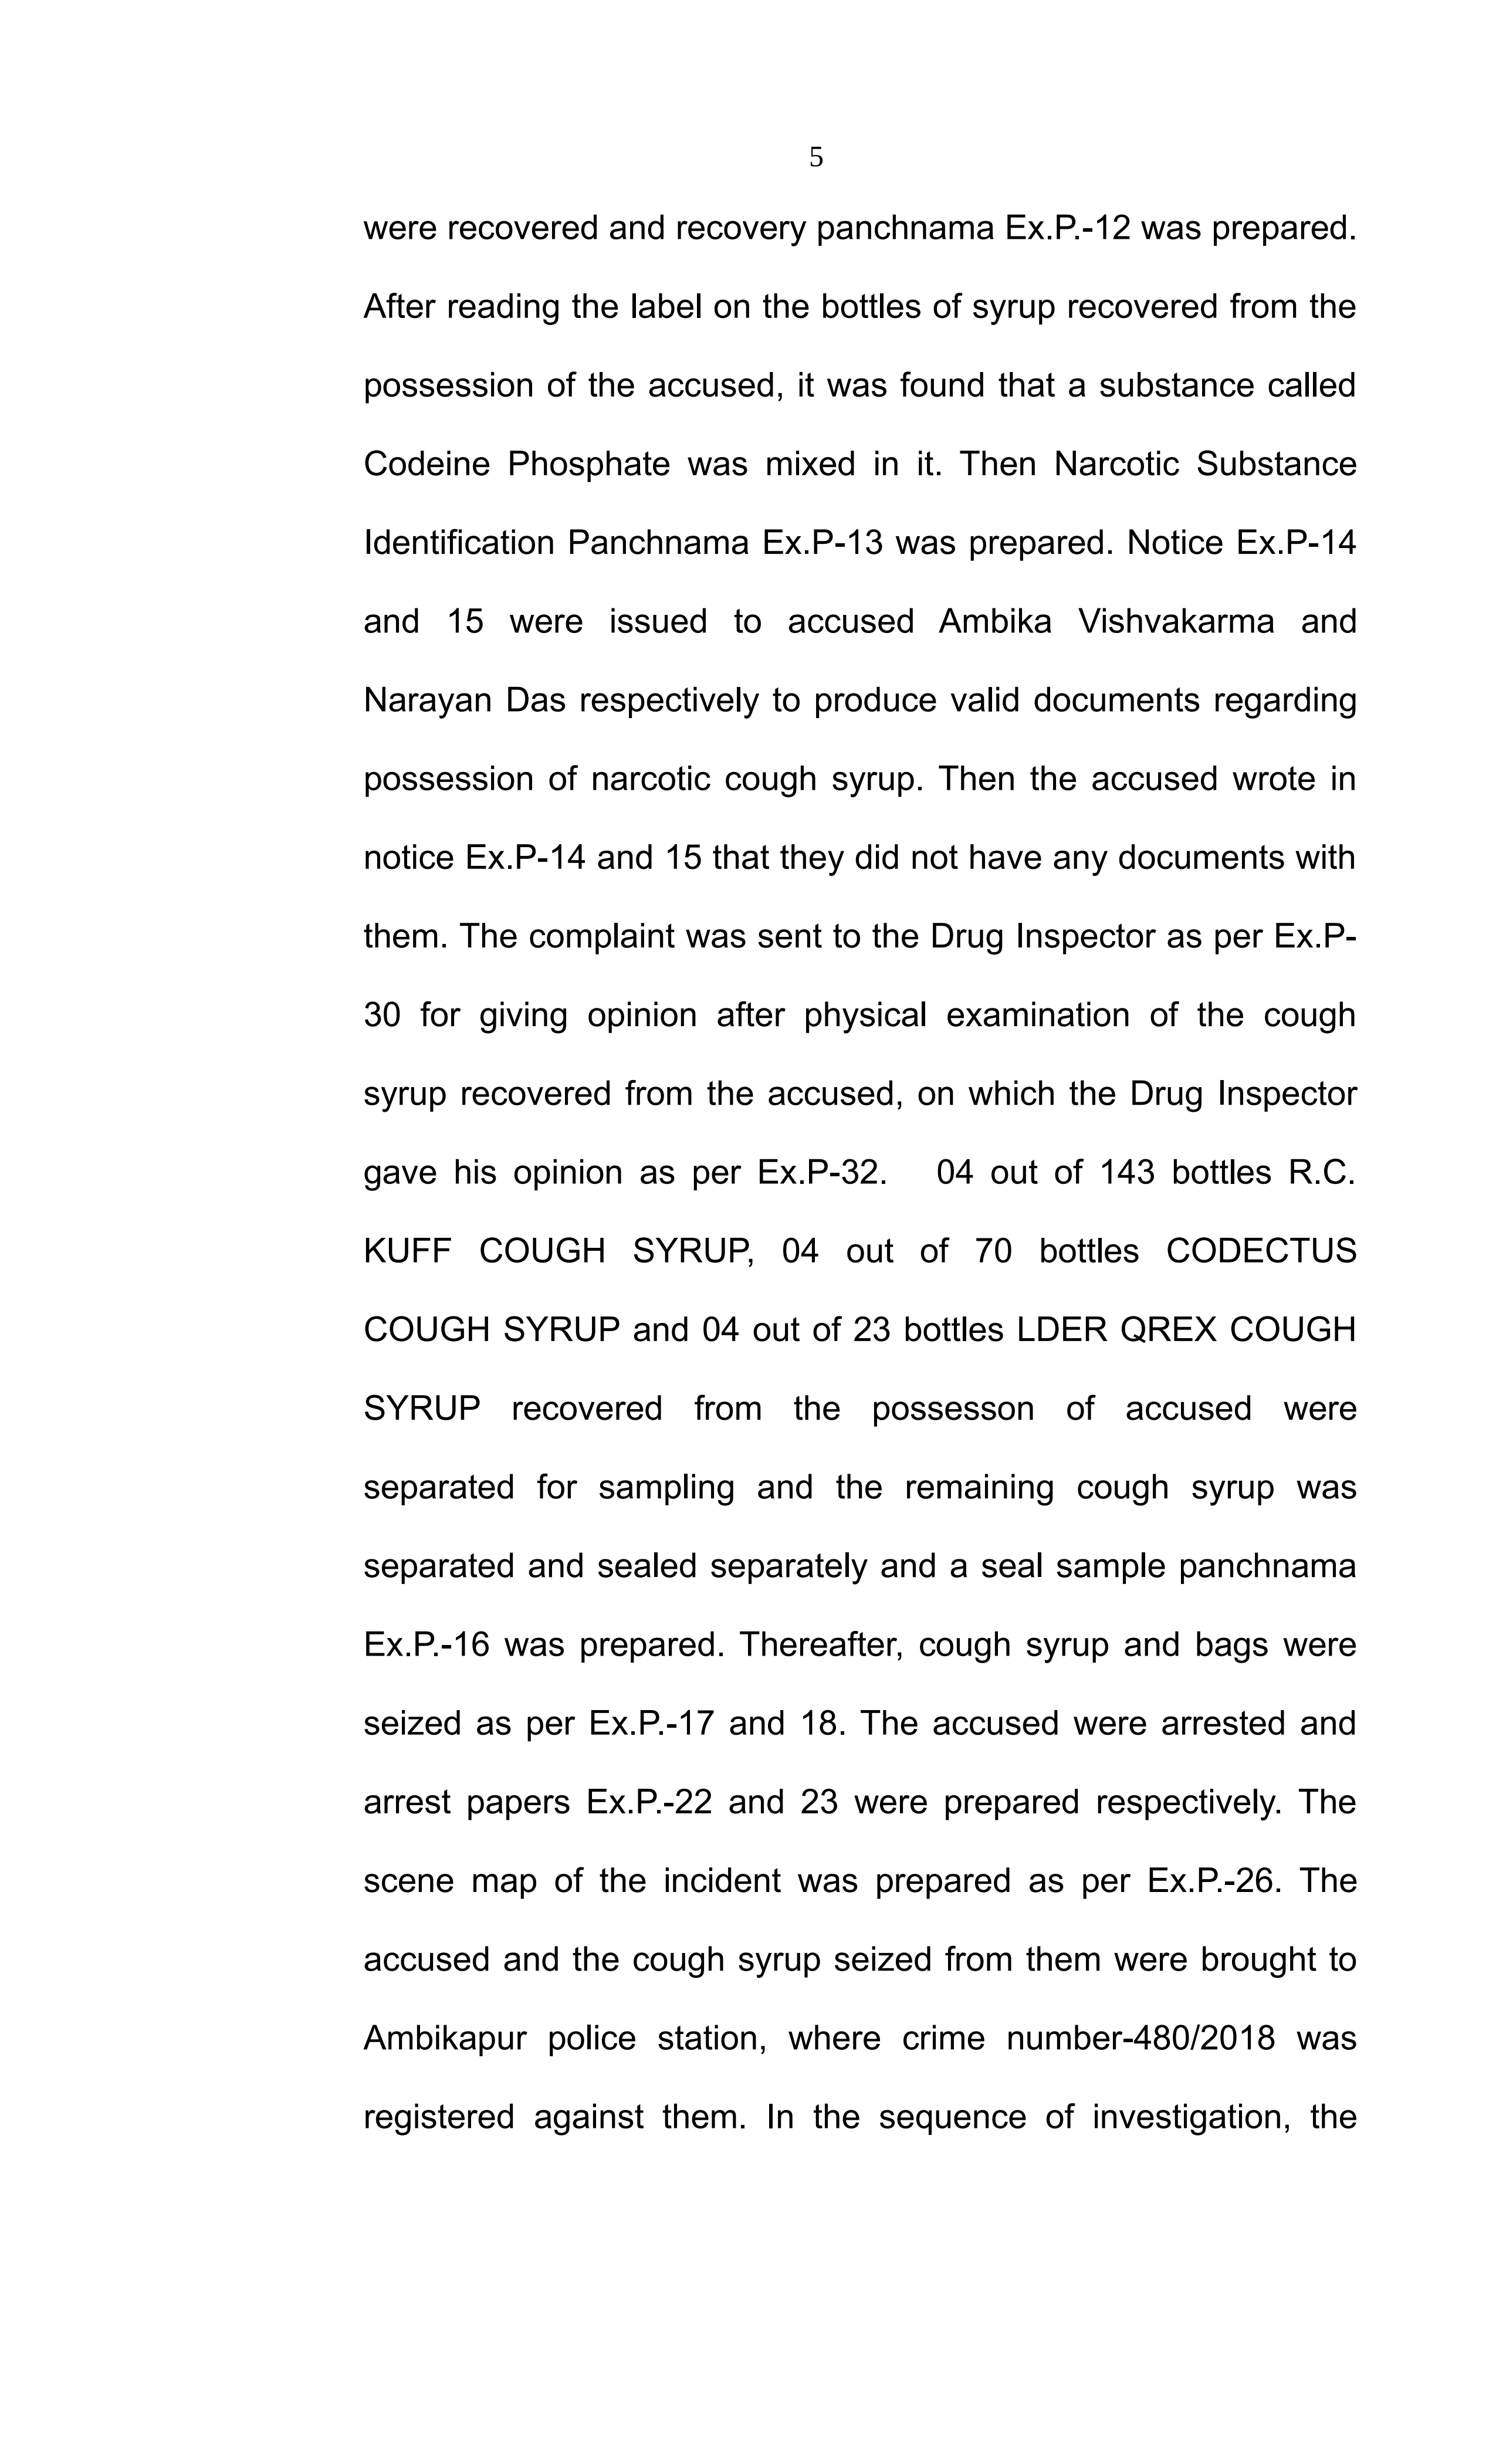 5
were recovered and recovery panchnama Ex.P.-12 was prepared.
After reading the label on the bottles of syrup recovered from the
possession of the accused, it was found that a substance called
Codeine Phosphate was mixed in it. Then Narcotic Substance
Identification Panchnama Ex.P-13 was prepared. Notice Ex.P-14
and 15 were issued to accused Ambika Vishvakarma and
Narayan Das respectively to produce valid documents regarding
possession of narcotic cough syrup. Then the accused wrote in
notice Ex.P-14 and 15 that they did not have any documents with
them. The complaint was sent to the Drug Inspector as per Ex.P-
30 for giving opinion after physical examination of the cough
syrup recovered from the accused, on which the Drug Inspector
gave his opinion as per Ex.P-32. 04 out of 143 bottles R.C.
KUFF COUGH SYRUP, 04 out of 70 bottles CODECTUS
COUGH SYRUP and 04 out of 23 bottles LDER QREX COUGH
SYRUP recovered from the possesson of accused were
separated for sampling and the remaining cough syrup was
separated and sealed separately and a seal sample panchnama
Ex.P.-16 was prepared. Thereafter, cough syrup and bags were
seized as per Ex.P.-17 and 18. The accused were arrested and
arrest papers Ex.P.-22 and 23 were prepared respectively. The
scene map of the incident was prepared as per Ex.P.-26. The
accused and the cough syrup seized from them were brought to
Ambikapur police station, where crime number-480/2018 was
registered against them. In the sequence of investigation, the